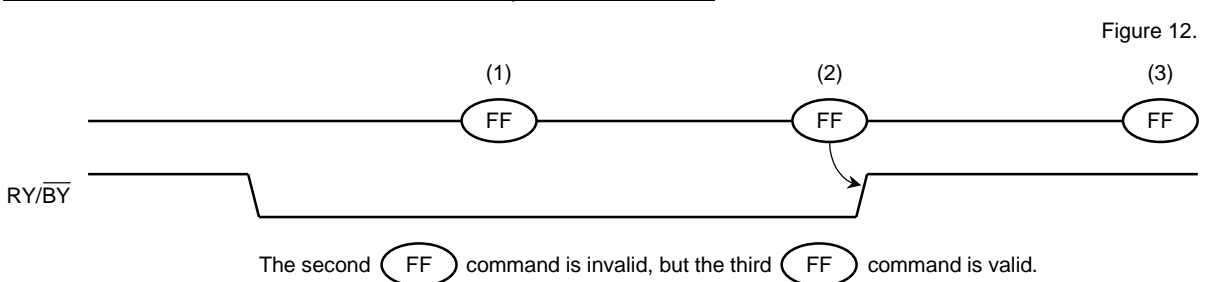 Figure 12.
(1) (2) (3)
FF FF FF
RY/B̅Y̅
The second FF command is invalid, but the third FF command is valid.